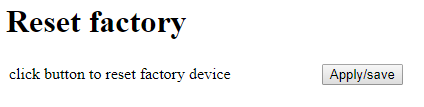 Reset factory
click button to reset factory device Apply/save